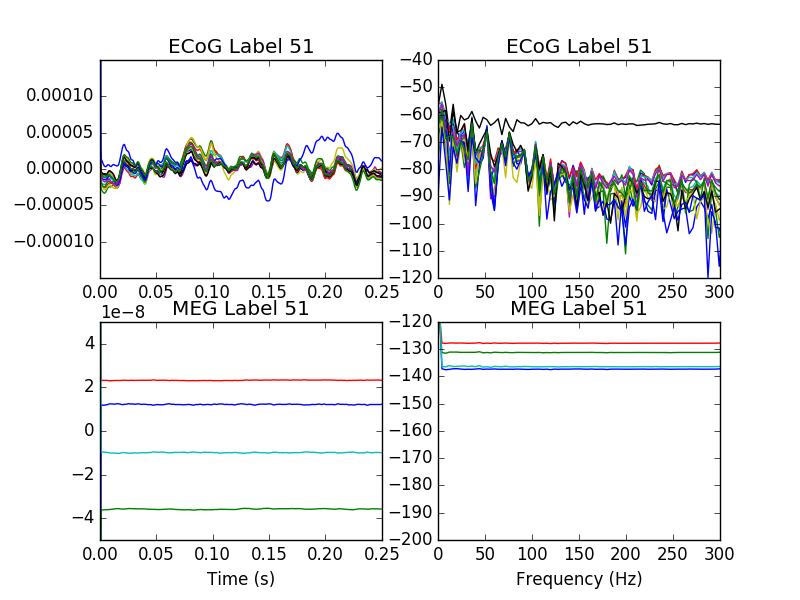 ECoG Label 51
0.00010
0.00005
0.00000
−0.00005
−0.00010
0.00 0.05 0.10 0.15 0.20 0.25
ECoG Label 51
−40
−50
−60
−70
−80
−90
−100
−110
−120
0 50 100 150 200 250 300
MEG Label 51
1e−8
4
2
0
−2
−4
0.00 0.05 0.10 0.15 0.20 0.25
Time (s)
MEG Label 51
−120
−130
−140
−150
−160
−170
−180
−190
−200
0 50 100 150 200 250 300
Frequency (Hz)